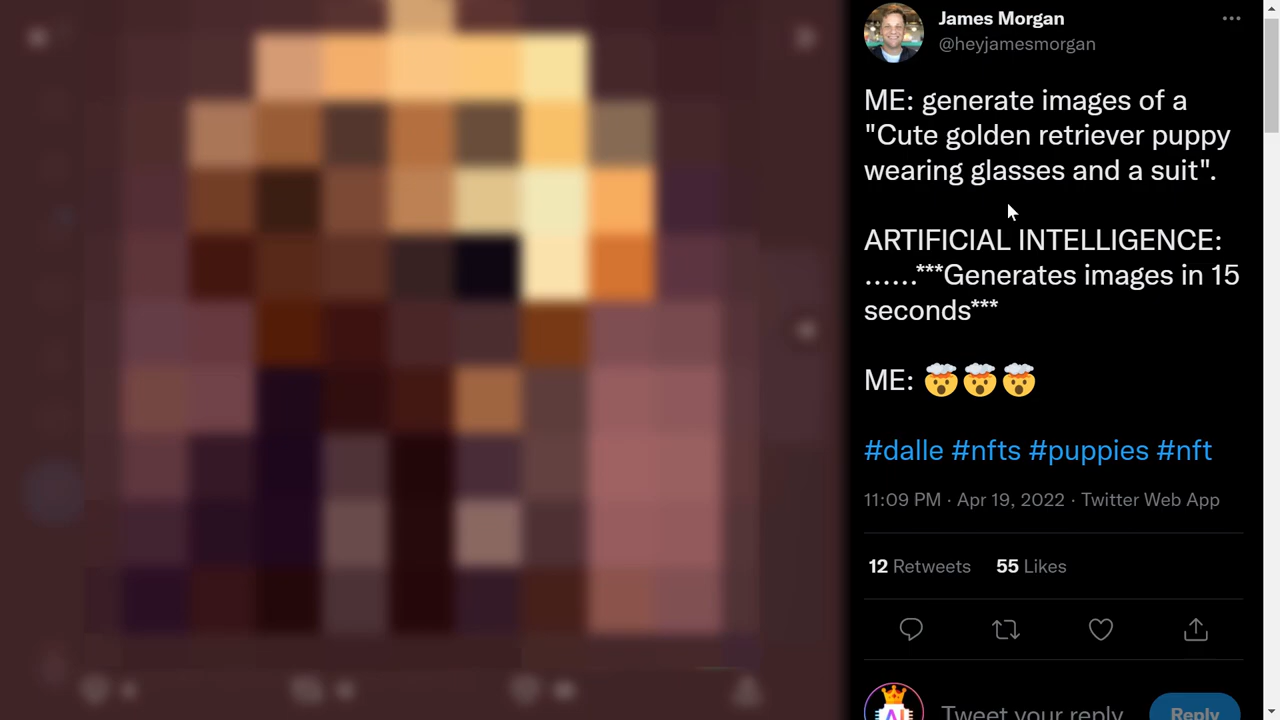 James Morgan
@heyjamesmorgan
ME: generate images of a
"Cute golden retriever puppy
wearing glasses and a suit".
ARTIFICIAL INTELLIGENCE:
......***Generates images in 15
seconds***
ME: 🤯🤯🤯
#dalle #nfts #puppies #nft
11:09 PM · Apr 19, 2022 · Twitter Web App
12 Retweets 55 Likes
Tweet your reply
Reply